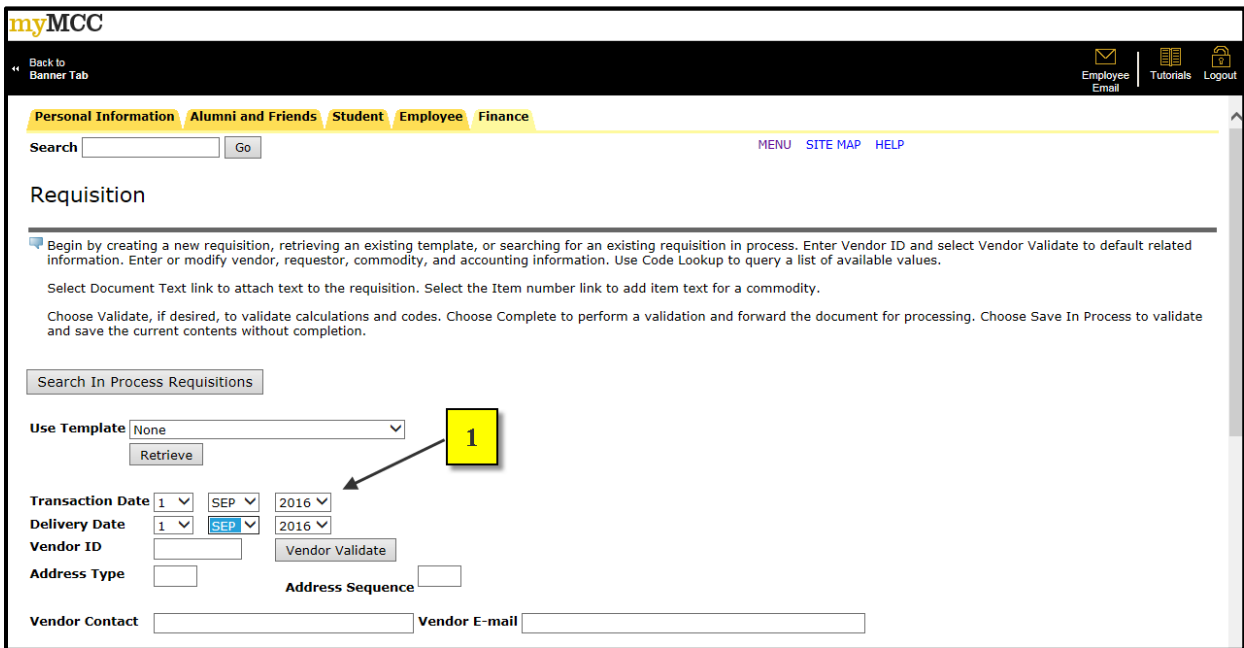 myMCC
Back to
Banner Tab
Employee
Email
Tutorials
Logout
Personal Information Alumni and Friends Student Employee Finance
Search Go MENU SITE MAP HELP
Requisition
Begin by creating a new requisition, retrieving an existing template, or searching for an existing requisition in process. Enter Vendor ID and select Vendor Validate to default related
information. Enter or modify vendor, requestor, commodity, and accounting information. Use Code Lookup to query a list of available values.
Select Document Text link to attach text to the requisition. Select the Item number link to add item text for a commodity.
Choose Validate, if desired, to validate calculations and codes. Choose Complete to perform a validation and forward the document for processing. Choose Save In Process to validate
and save the current contents without completion.
Search In Process Requisitions
Use Template None
1
Retrieve
Transaction Date 1 SEP 2016
Delivery Date 1 SEP 2016
Vendor ID Vendor Validate
Address Type Address Sequence
Vendor Contact Vendor E-mail